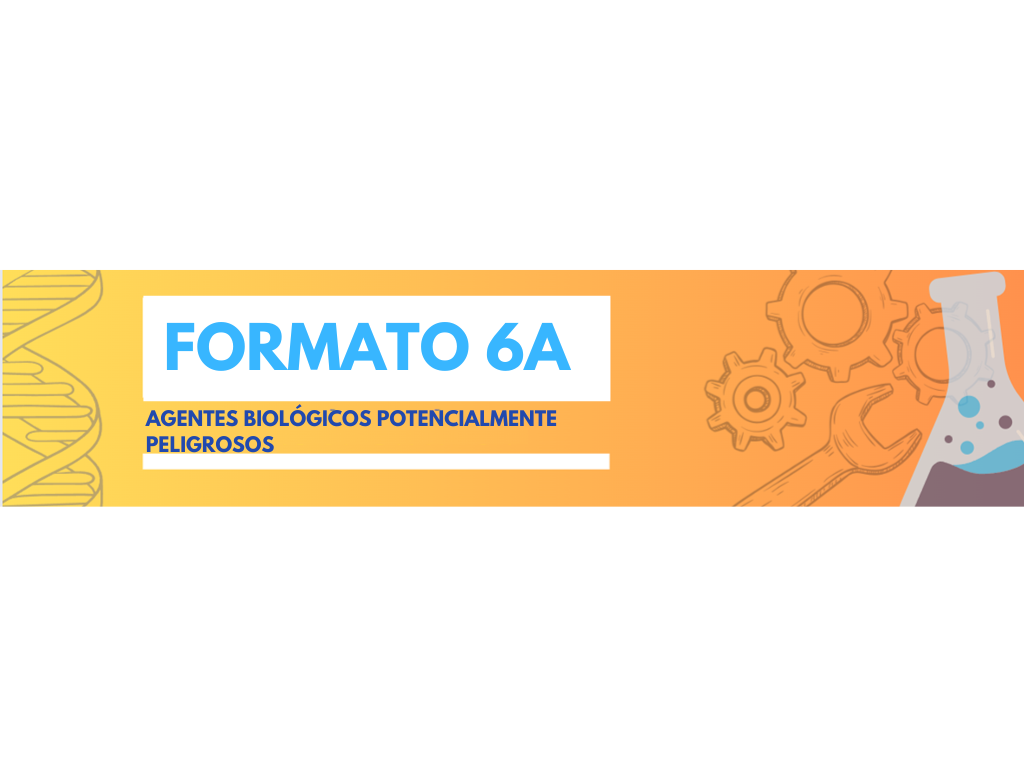 FORMATO 6A
AGENTES BIOLÓGICOS POTENCIALMENTE
PELIGROSOS